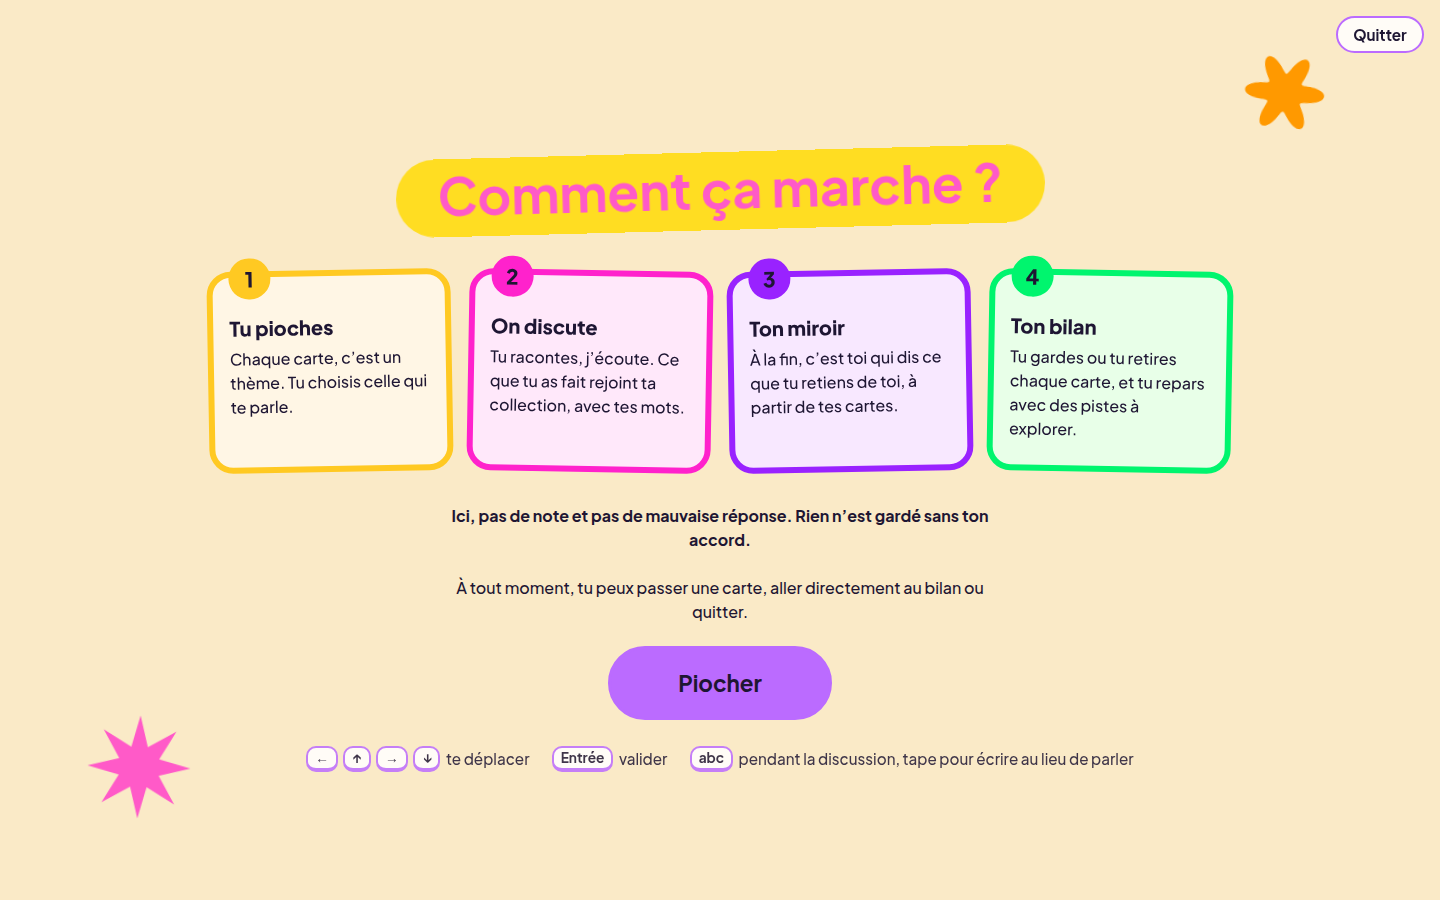 Quitter
Comment ça marche ?
1
Tu pioches
Chaque carte, c’est un
thème. Tu choisis celle qui
te parle.
2
On discute
Tu racontes, j’écoute. Ce
que tu as fait rejoint ta
collection, avec tes mots.
3
Ton miroir
À la fin, c’est toi qui dis ce
que tu retiens de toi, à
partir de tes cartes.
4
Ton bilan
Tu gardes ou tu retires
chaque carte, et tu repars
avec des pistes à
explorer.
Ici, pas de note et pas de mauvaise réponse. Rien n’est gardé sans ton
accord.
À tout moment, tu peux passer une carte, aller directement au bilan ou
quitter.
Piocher
← ↑ → ↓ te déplacer Entrée valider abc pendant la discussion, tape pour écrire au lieu de parler